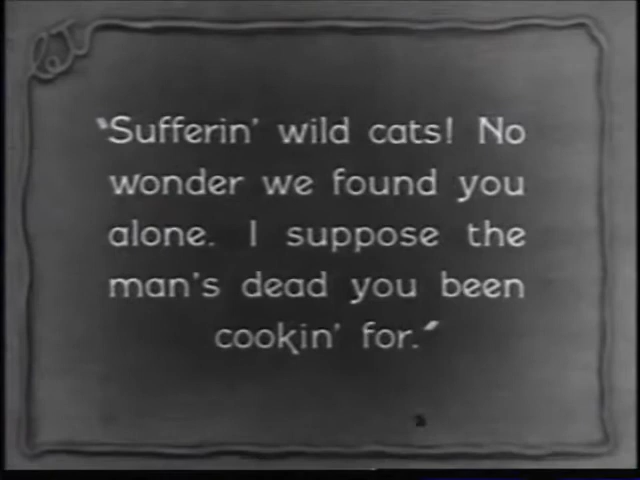 “Sufferin' wild cats! No
wonder we found you
alone. I suppose the
man's dead you been
cookin' for.”